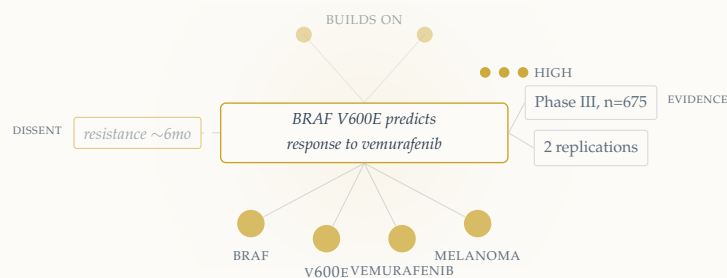 BUILDS ON
HIGH
Phase III, n=675
EVIDENCE
BRAF V600E predicts
response to vemurafenib
DISSENT
resistance ~6mo
2 replications
BRAF
V600E
VEMURAFENIB
MELANOMA